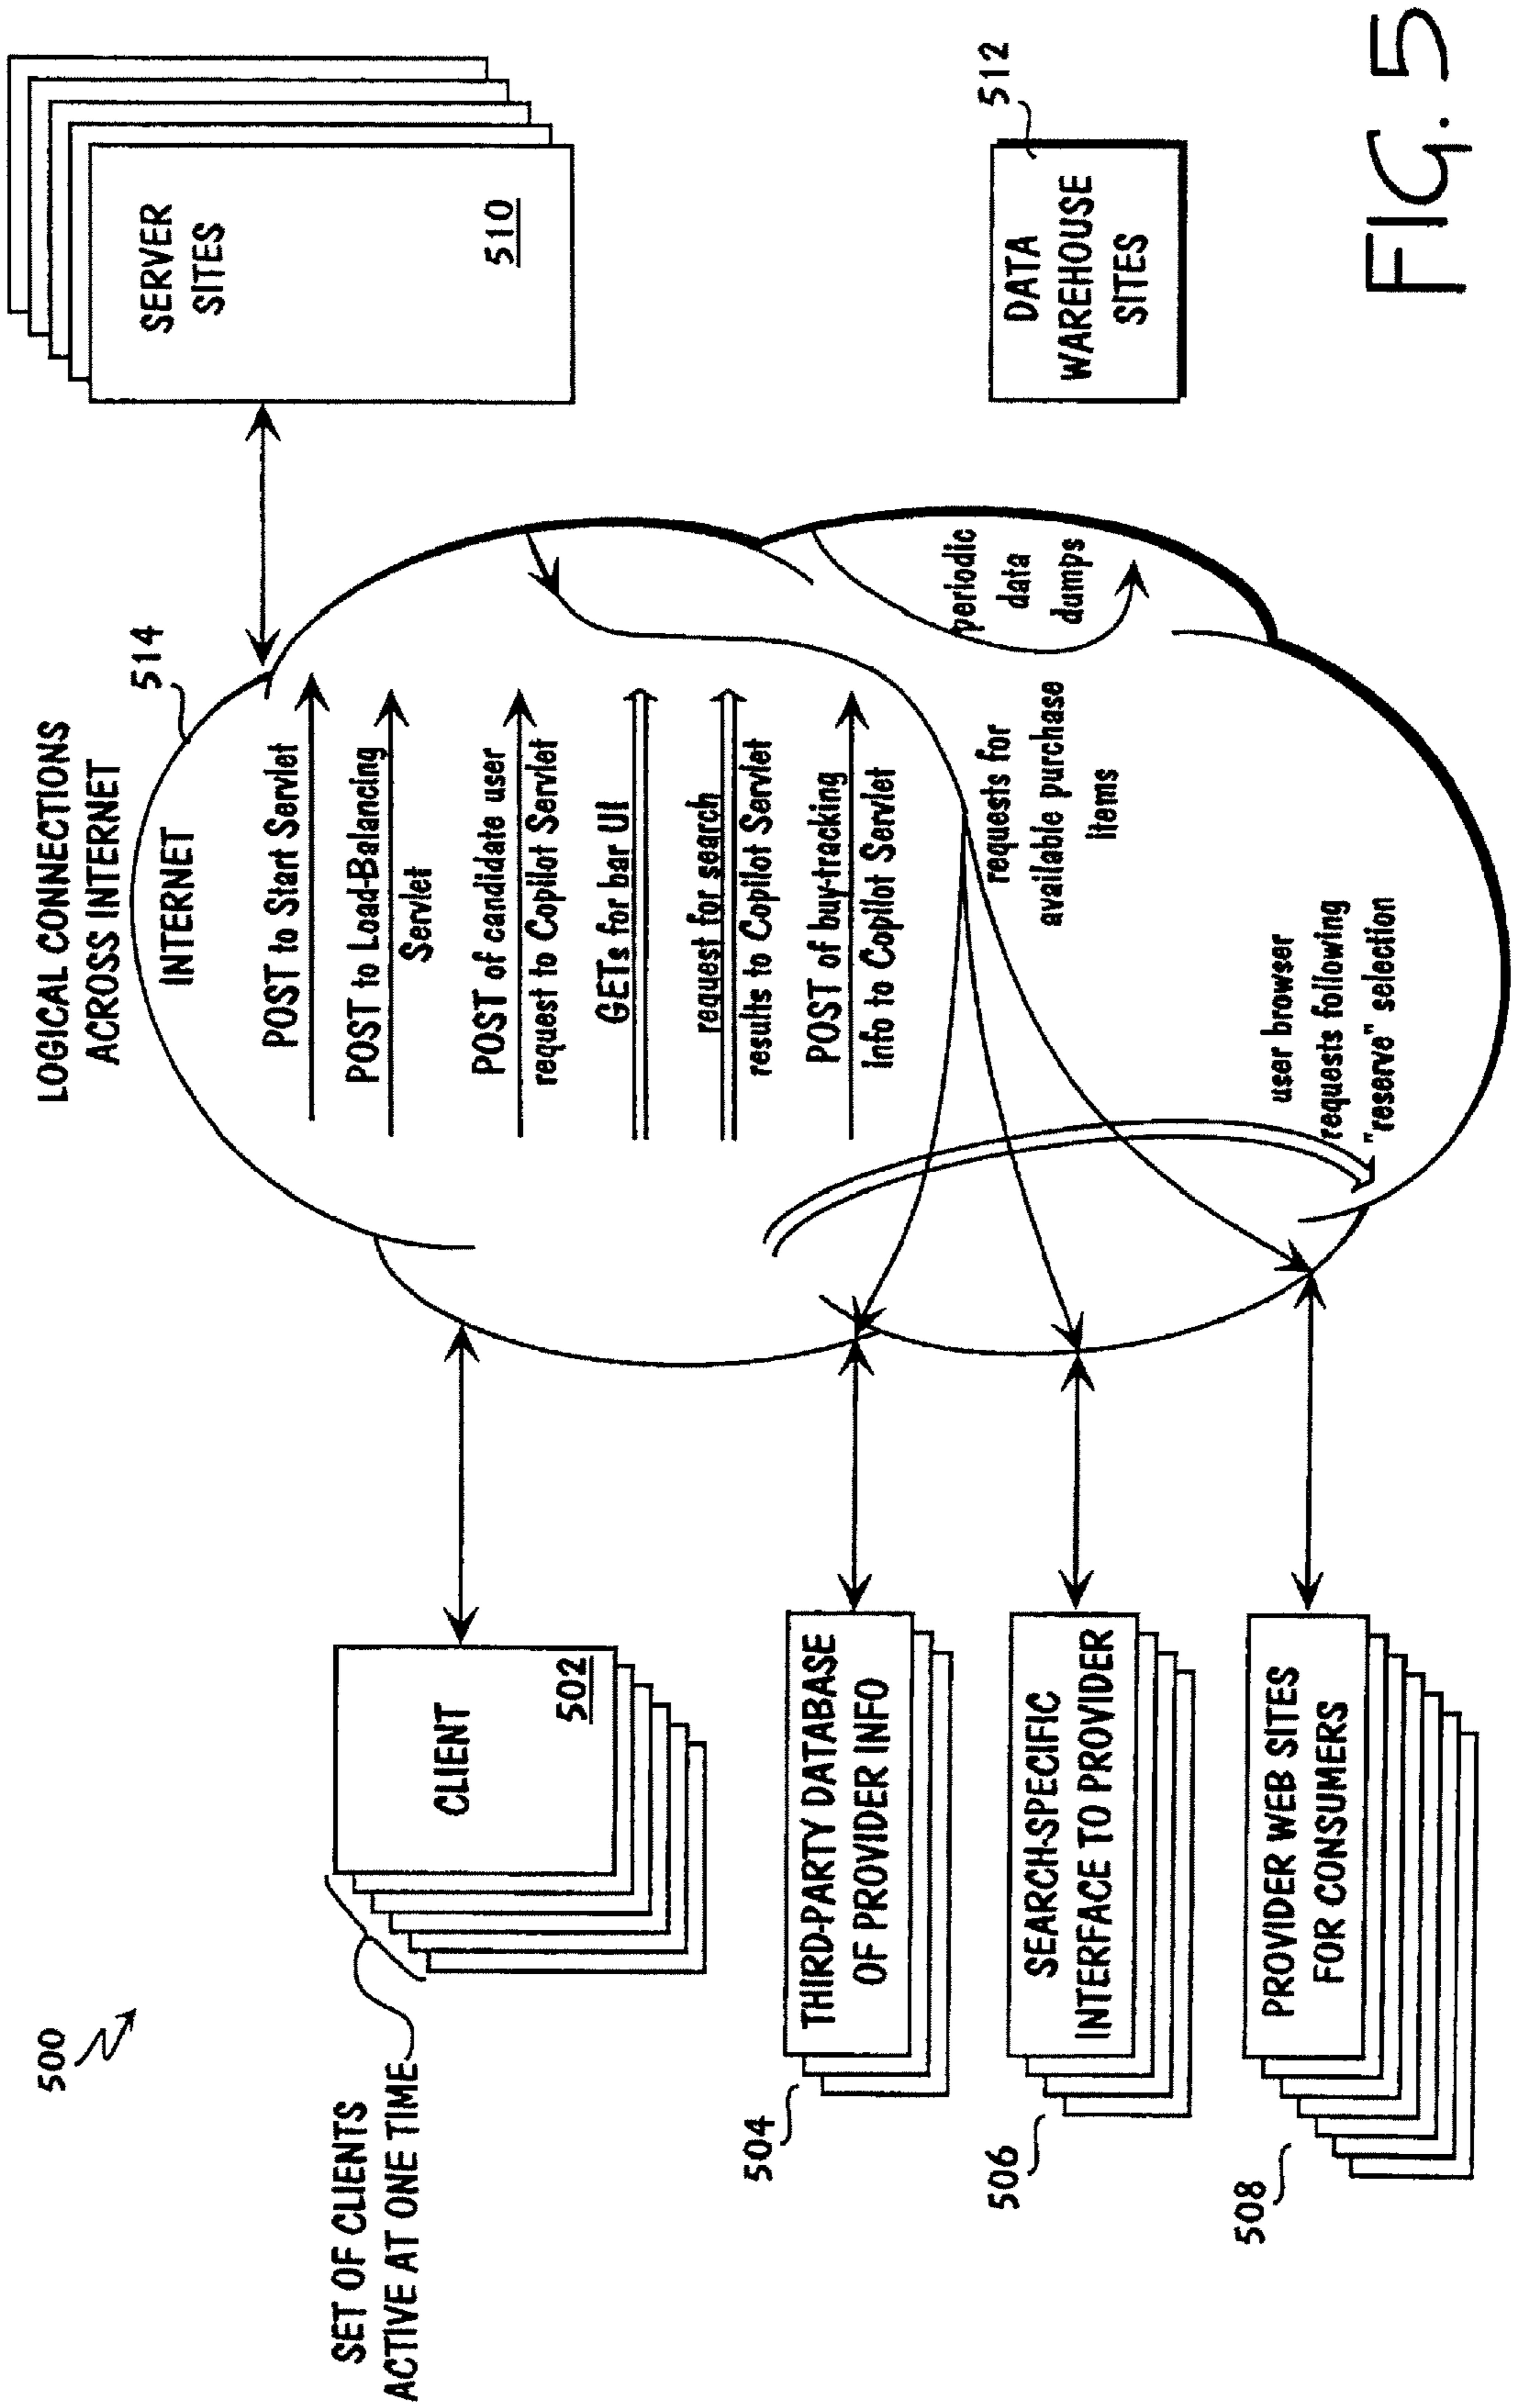 500
LOGICAL CONNECTIONS
ACROSS INTERNET
514
INTERNET
SET OF CLIENTS
ACTIVE AT ONE TIME
CLIENT
502
POST to Start Servlet
POST to Load-Balancing
Servlet
POST of candidate user
request to Copilot Servlet
GETs for bar UI
request for search
results to Copilot Servlet
POST of buy-tracking
Info to Copilot Servlet
SERVER
SITES
510
504
THIRD-PARTY DATABASE
OF PROVIDER INFO
506
SEARCH-SPECIFIC
INTERFACE TO PROVIDER
508
PROVIDER WEB SITES
FOR CONSUMERS
requests for
available purchase
items
periodic
data
dumps
user browser
requests following
"reserve" selection
512
DATA
WAREHOUSE
SITES
FIG. 5